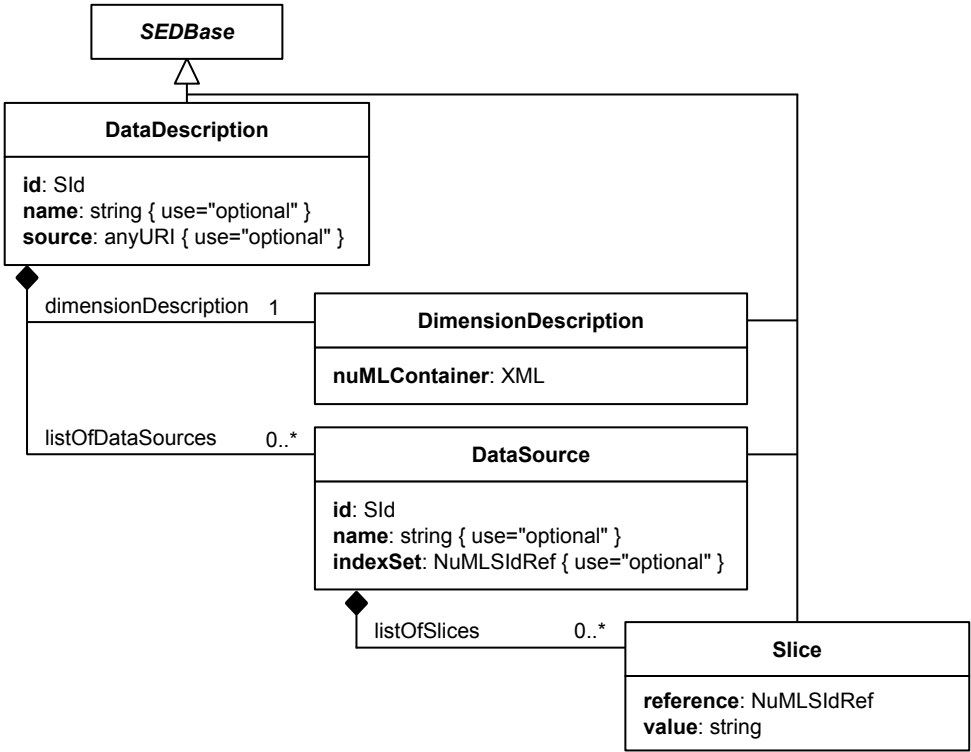 SEDBase
DataDescription
id: SId
name: string { use="optional" }
source: anyURI { use="optional" }
dimensionDescription 1
DimensionDescription
nuMLContainer: XML
listOfDataSources 0..*
DataSource
id: SId
name: string { use="optional" }
indexSet: NuMLSIdRef { use="optional" }
listOfSlices 0..*
Slice
reference: NuMLSIdRef
value: string